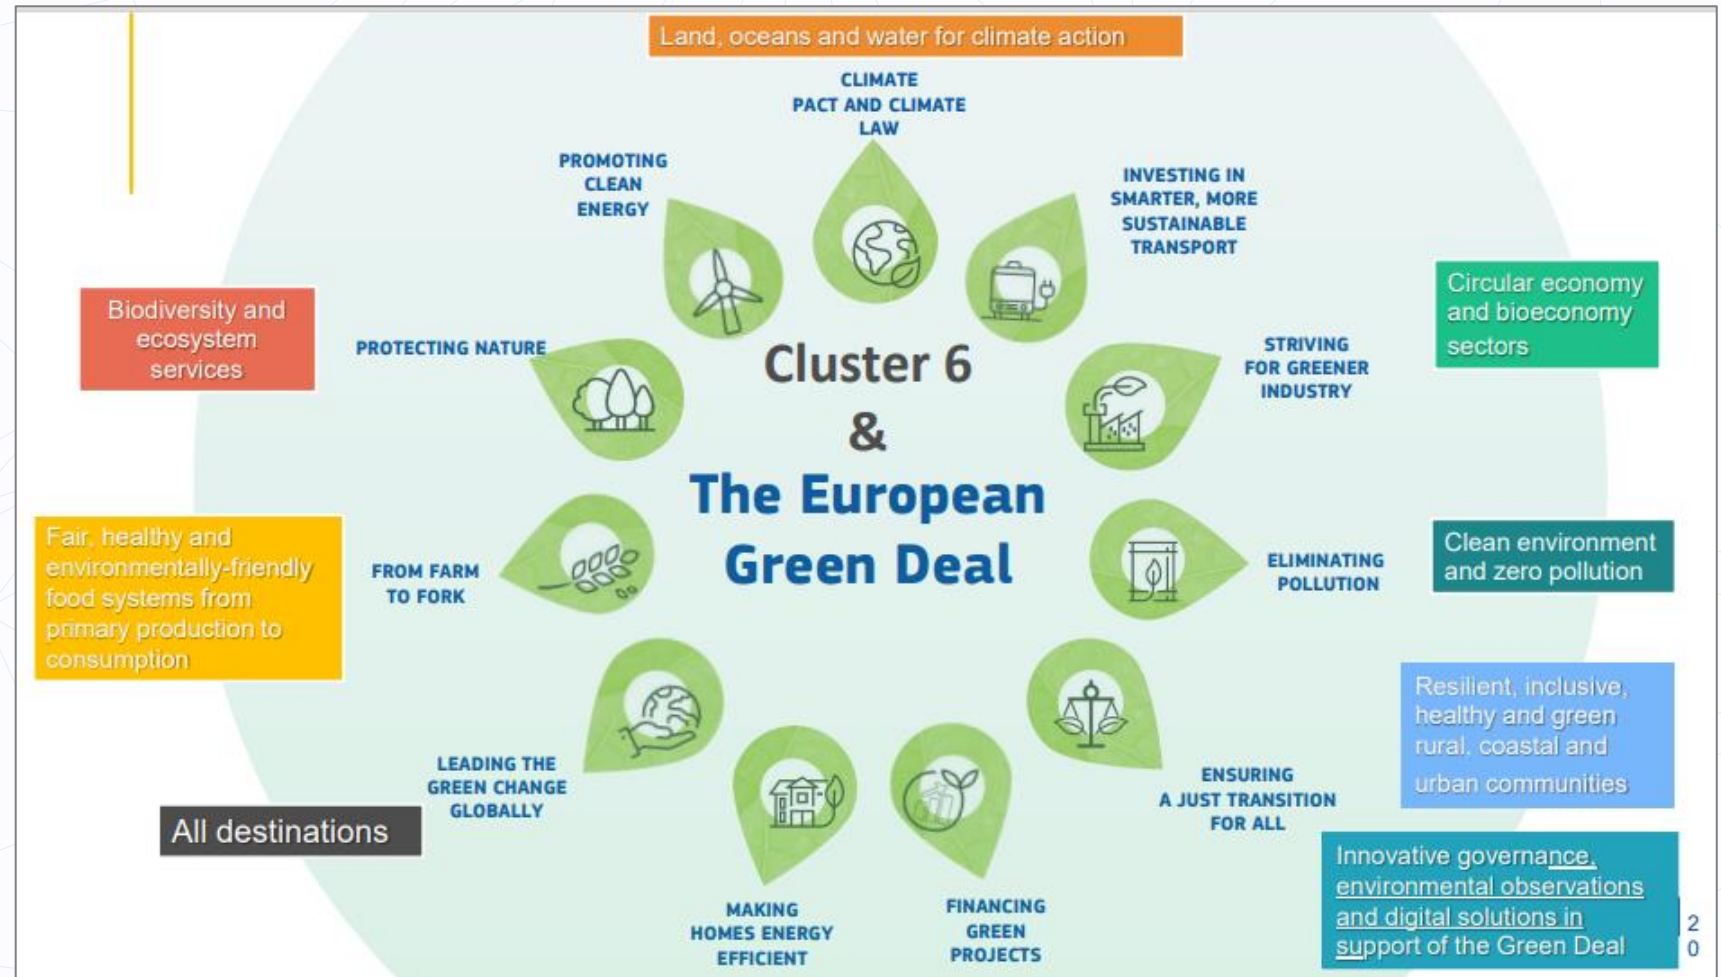 Land, oceans and water for climate action
CLIMATE
PACT AND CLIMATE
LAW
PROMOTING
CLEAN
ENERGY
INVESTING IN
SMARTER, MORE
SUSTAINABLE
TRANSPORT
Biodiversity and
ecosystem
services
PROTECTING NATURE
Cluster 6
&
The European
Green Deal
STRIVING
FOR GREENER
INDUSTRY
Circular economy
and bioeconomy
sectors
Fair, healthy and
environmentally-friendly
food systems from
primary production to
consumption
FROM FARM
TO FORK
ELIMINATING
POLLUTION
Clean environment
and zero pollution
Resilient, inclusive,
healthy and green
rural, coastal and
urban communities
LEADING THE
GREEN CHANGE
GLOBALLY
ENSURING
A JUST TRANSITION
FOR ALL
All destinations
MAKING
HOMES ENERGY
EFFICIENT
FINANCING
GREEN
PROJECTS
Innovative governance,
environmental observations
and digital solutions in
support of the Green Deal
2
0